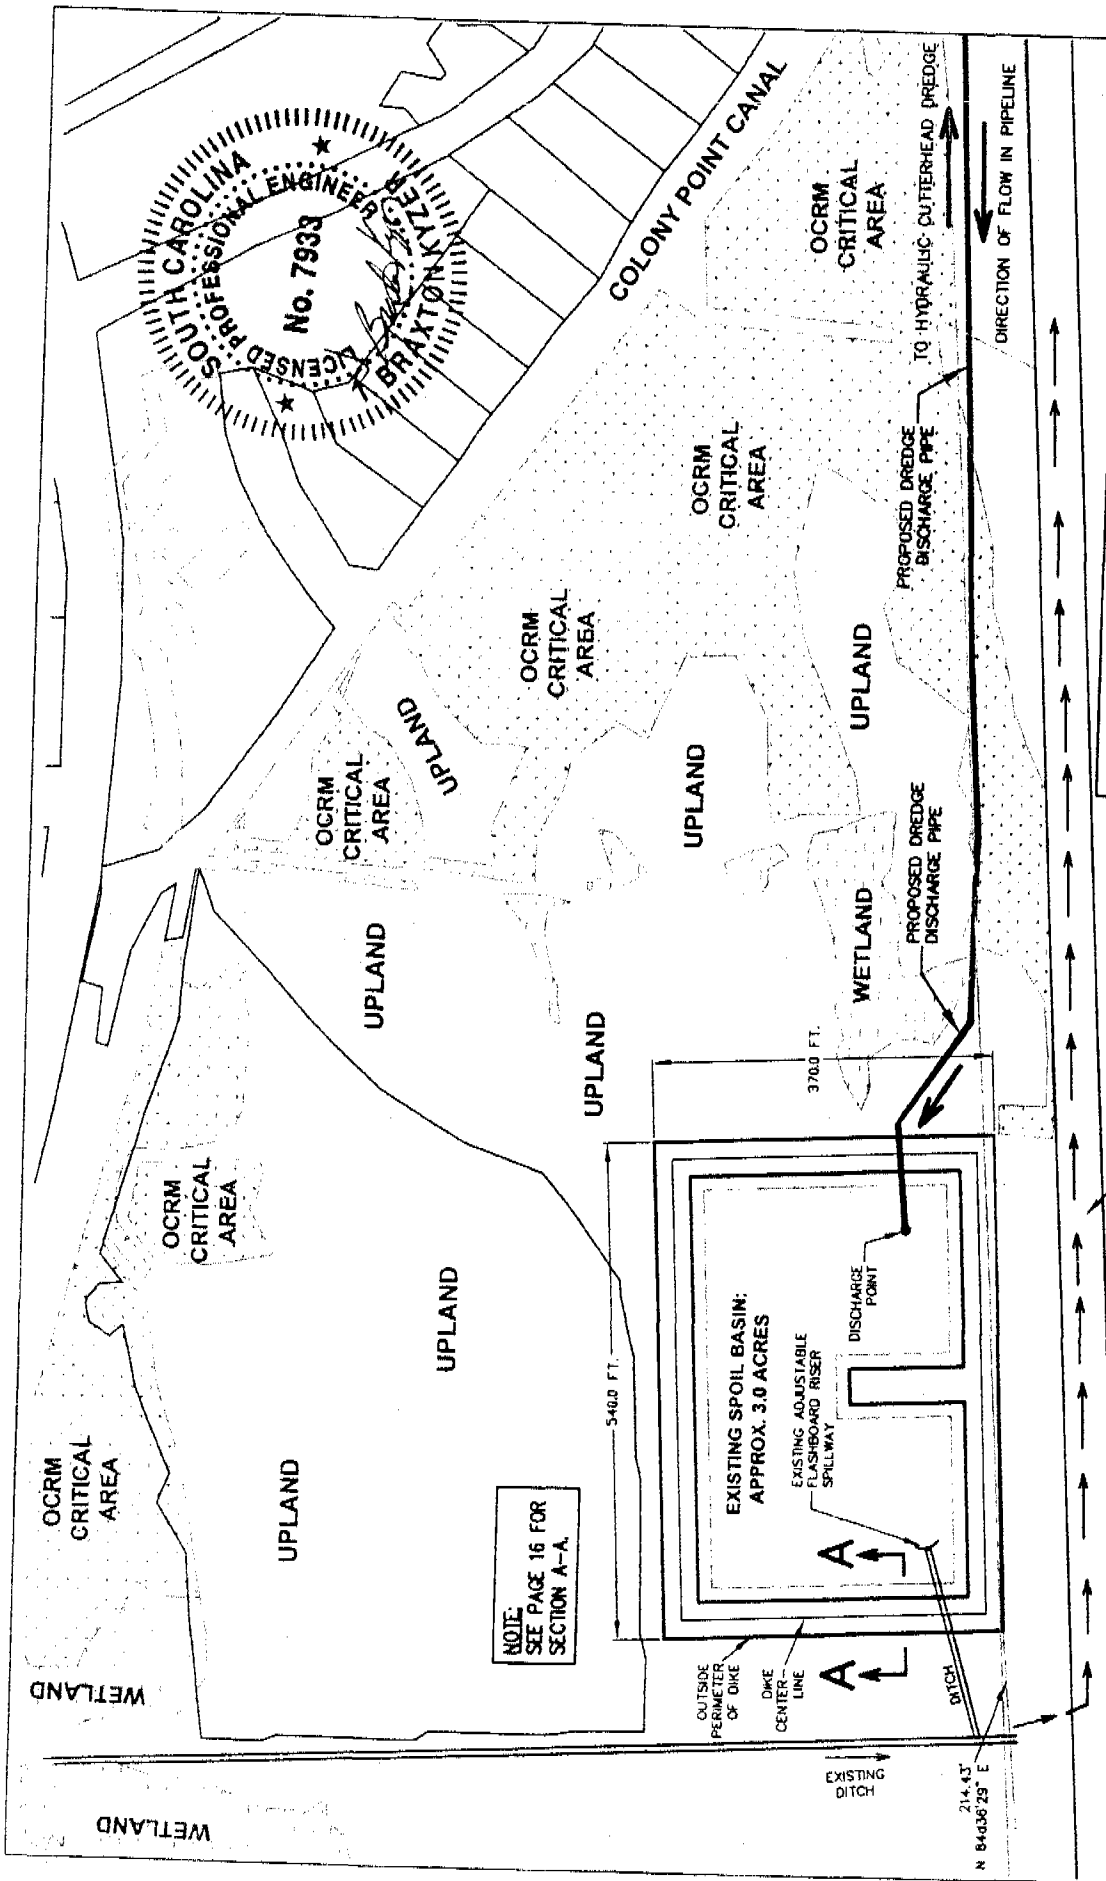 SOUTH CAROLINA
LICENSED PROFESSIONAL ENGINEER
No. 7933
BRAXTON KYZER
COLONY POINT CANAL
OCRM
CRITICAL
AREA
TO HYDRAULIC CUTTERHEAD DREDGE
DIRECTION OF FLOW IN PIPELINE
OCRM
CRITICAL
AREA
PROPOSED DREDGE
DISCHARGE PIPE
OCRM
CRITICAL
AREA
UPLAND
OCRM
CRITICAL
AREA
UPLAND
UPLAND
UPLAND
WETLAND
PROPOSED DREDGE
DISCHARGE PIPE
UPLAND
370.0 FT.
OCRM
CRITICAL
AREA
UPLAND
540.0 FT.
EXISTING SPOIL BASIN:
APPROX. 3.0 ACRES
DISCHARGE
POINT
EXISTING ADJUSTABLE
FLASHBOARD RISER
SPILLWAY
OCRM
CRITICAL
AREA
UPLAND
NOTE:
SEE PAGE 16 FOR
SECTION A-A.
A
A
OUTSIDE
PERIMETER
OF DIKE
DIKE
CENTER-
LINE
DITCH
WETLAND
WETLAND
EXISTING
DITCH
214.43'
N 84d36'29" E